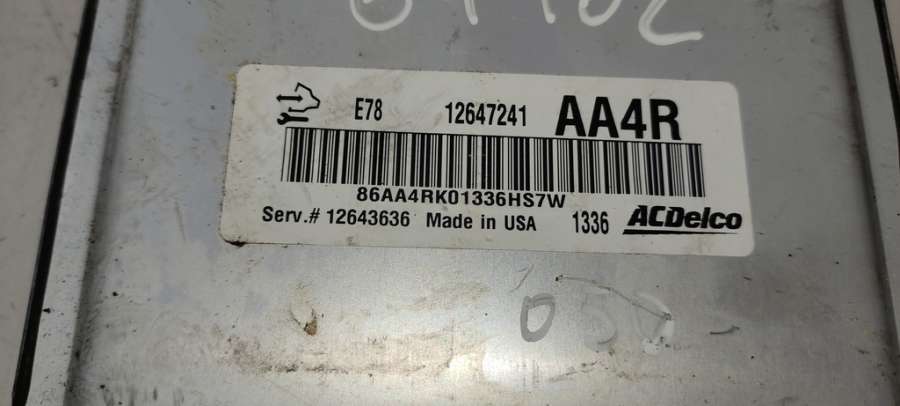 E78 12647241 AA4R
86AA4RK01336HS7W
Serv.# 12643636 Made in USA 1336 ACDelco